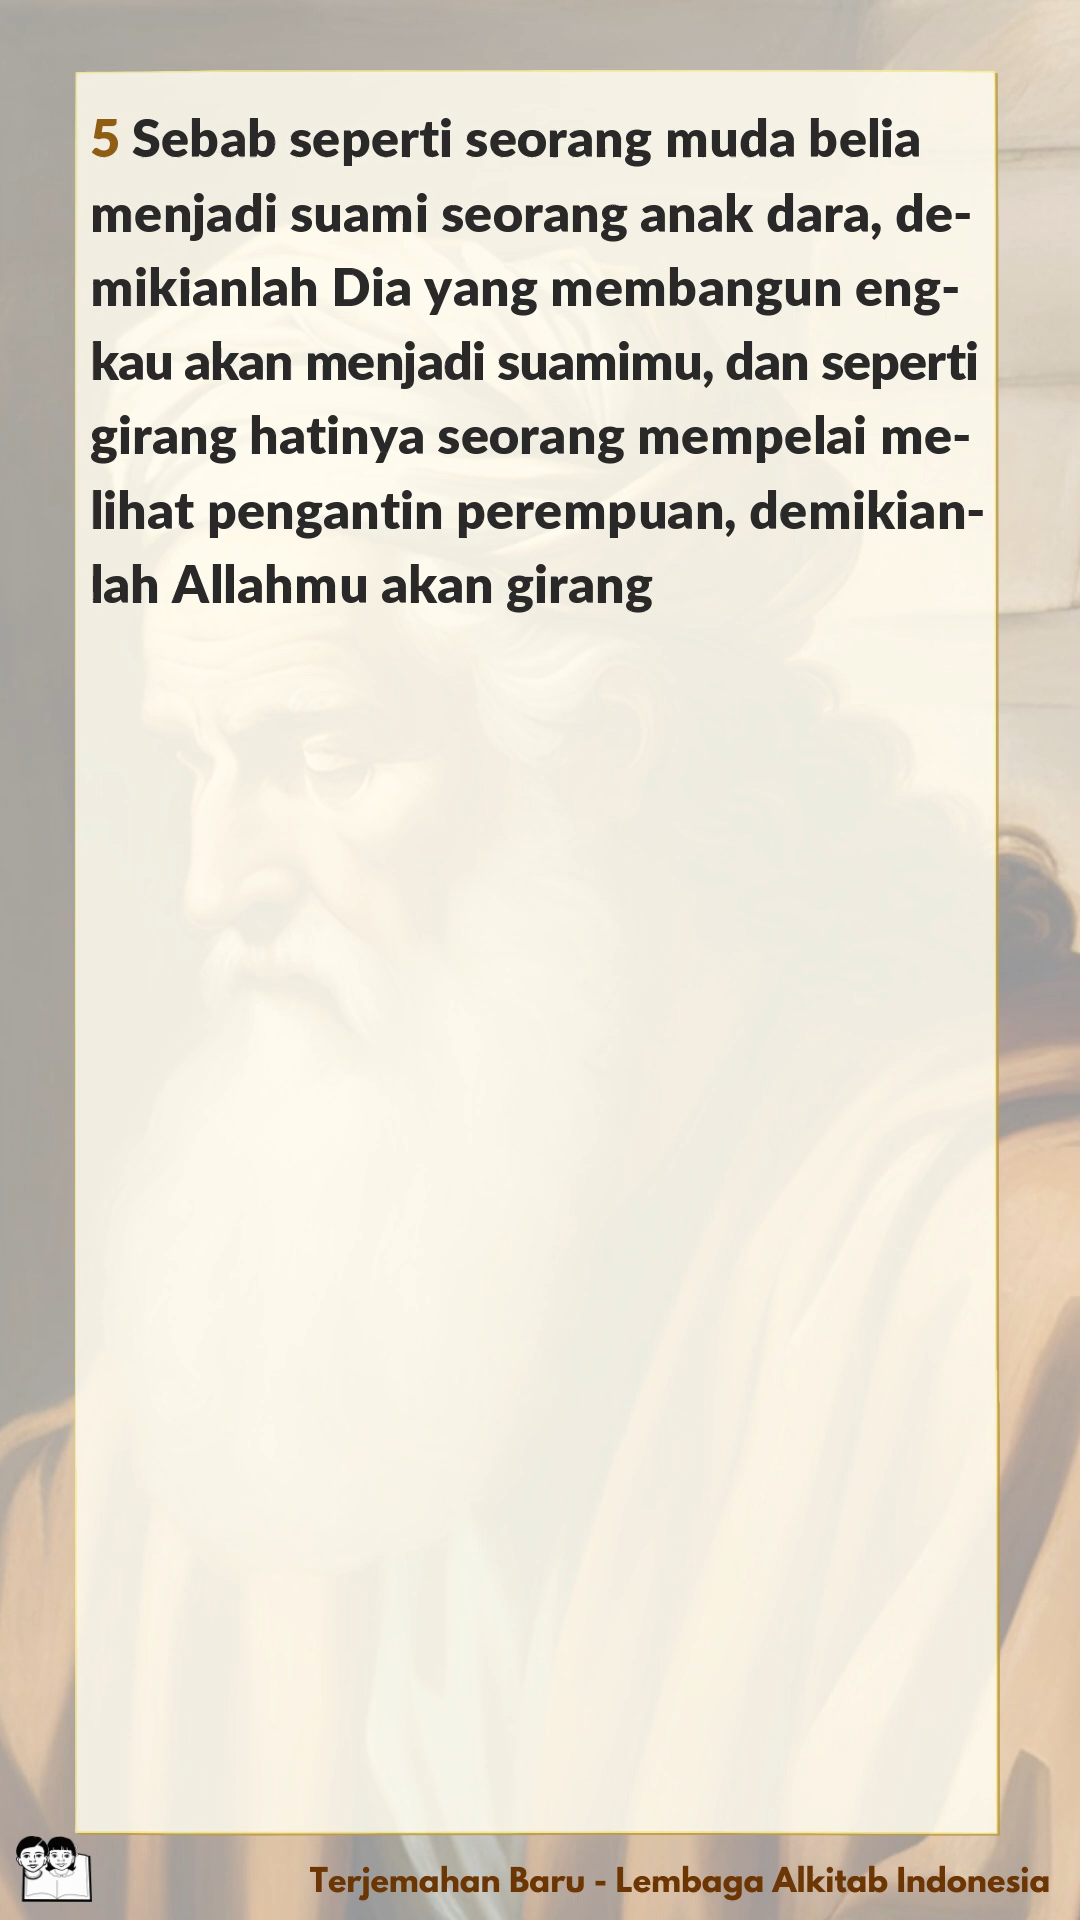 5 Sebab seperti seorang muda belia
menjadi suami seorang anak dara, de-
mikianlah Dia yang membangun eng-
kau akan menjadi suamimu, dan seperti
girang hatinya seorang mempelai me-
lihat pengantin perempuan, demikian-
lah Allahmu akan girang
Terjemahan Baru - Lembaga Alkitab Indonesia